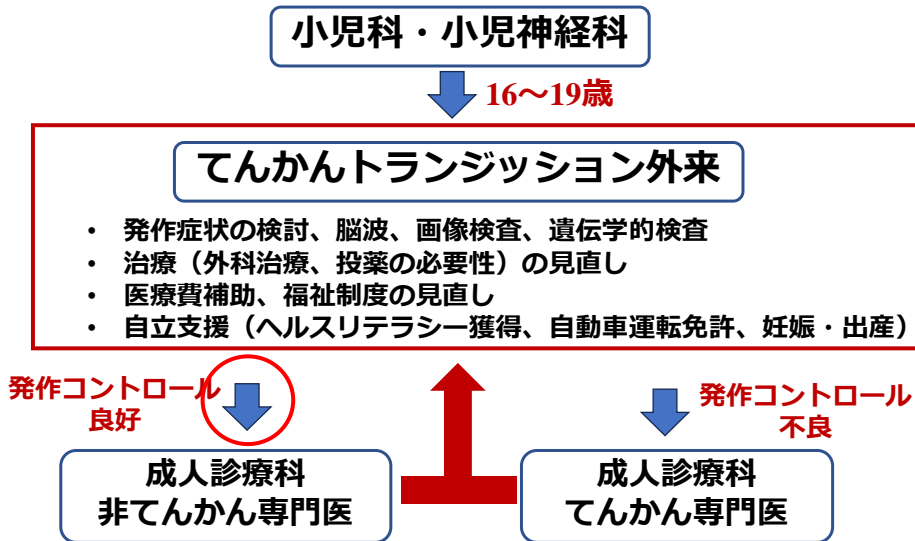 小児科・小児神経科
16～19歳
てんかんトランジッション外来
• 発作症状の検討、脳波、画像検査、遺伝学的検査
• 治療（外科治療、投薬の必要性）の見直し
• 医療費補助、福祉制度の見直し
• 自立支援（ヘルスリテラシー獲得、自動車運転免許、妊娠・出産）
発作コントロール
良好
発作コントロール
不良
成人診療科
非てんかん専門医
成人診療科
てんかん専門医